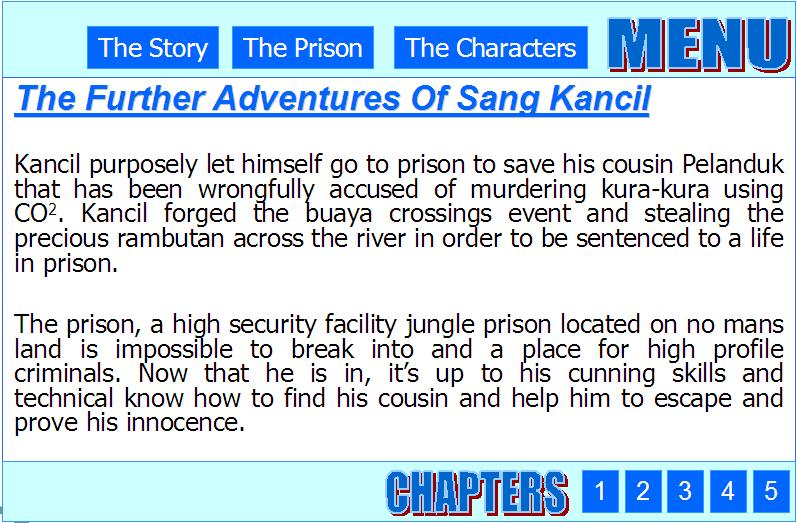 The Story The Prison The Characters MENU
The Further Adventures Of Sang Kancil
Kancil purposely let himself go to prison to save his cousin Pelanduk
that has been wrongfully accused of murdering kura-kura using
CO². Kancil forged the buaya crossings event and stealing the
precious rambutan across the river in order to be sentenced to a life
in prison.
The prison, a high security facility jungle prison located on no mans
land is impossible to break into and a place for high profile
criminals. Now that he is in, it’s up to his cunning skills and
technical know how to find his cousin and help him to escape and
prove his innocence.
CHAPTERS 1 2 3 4 5